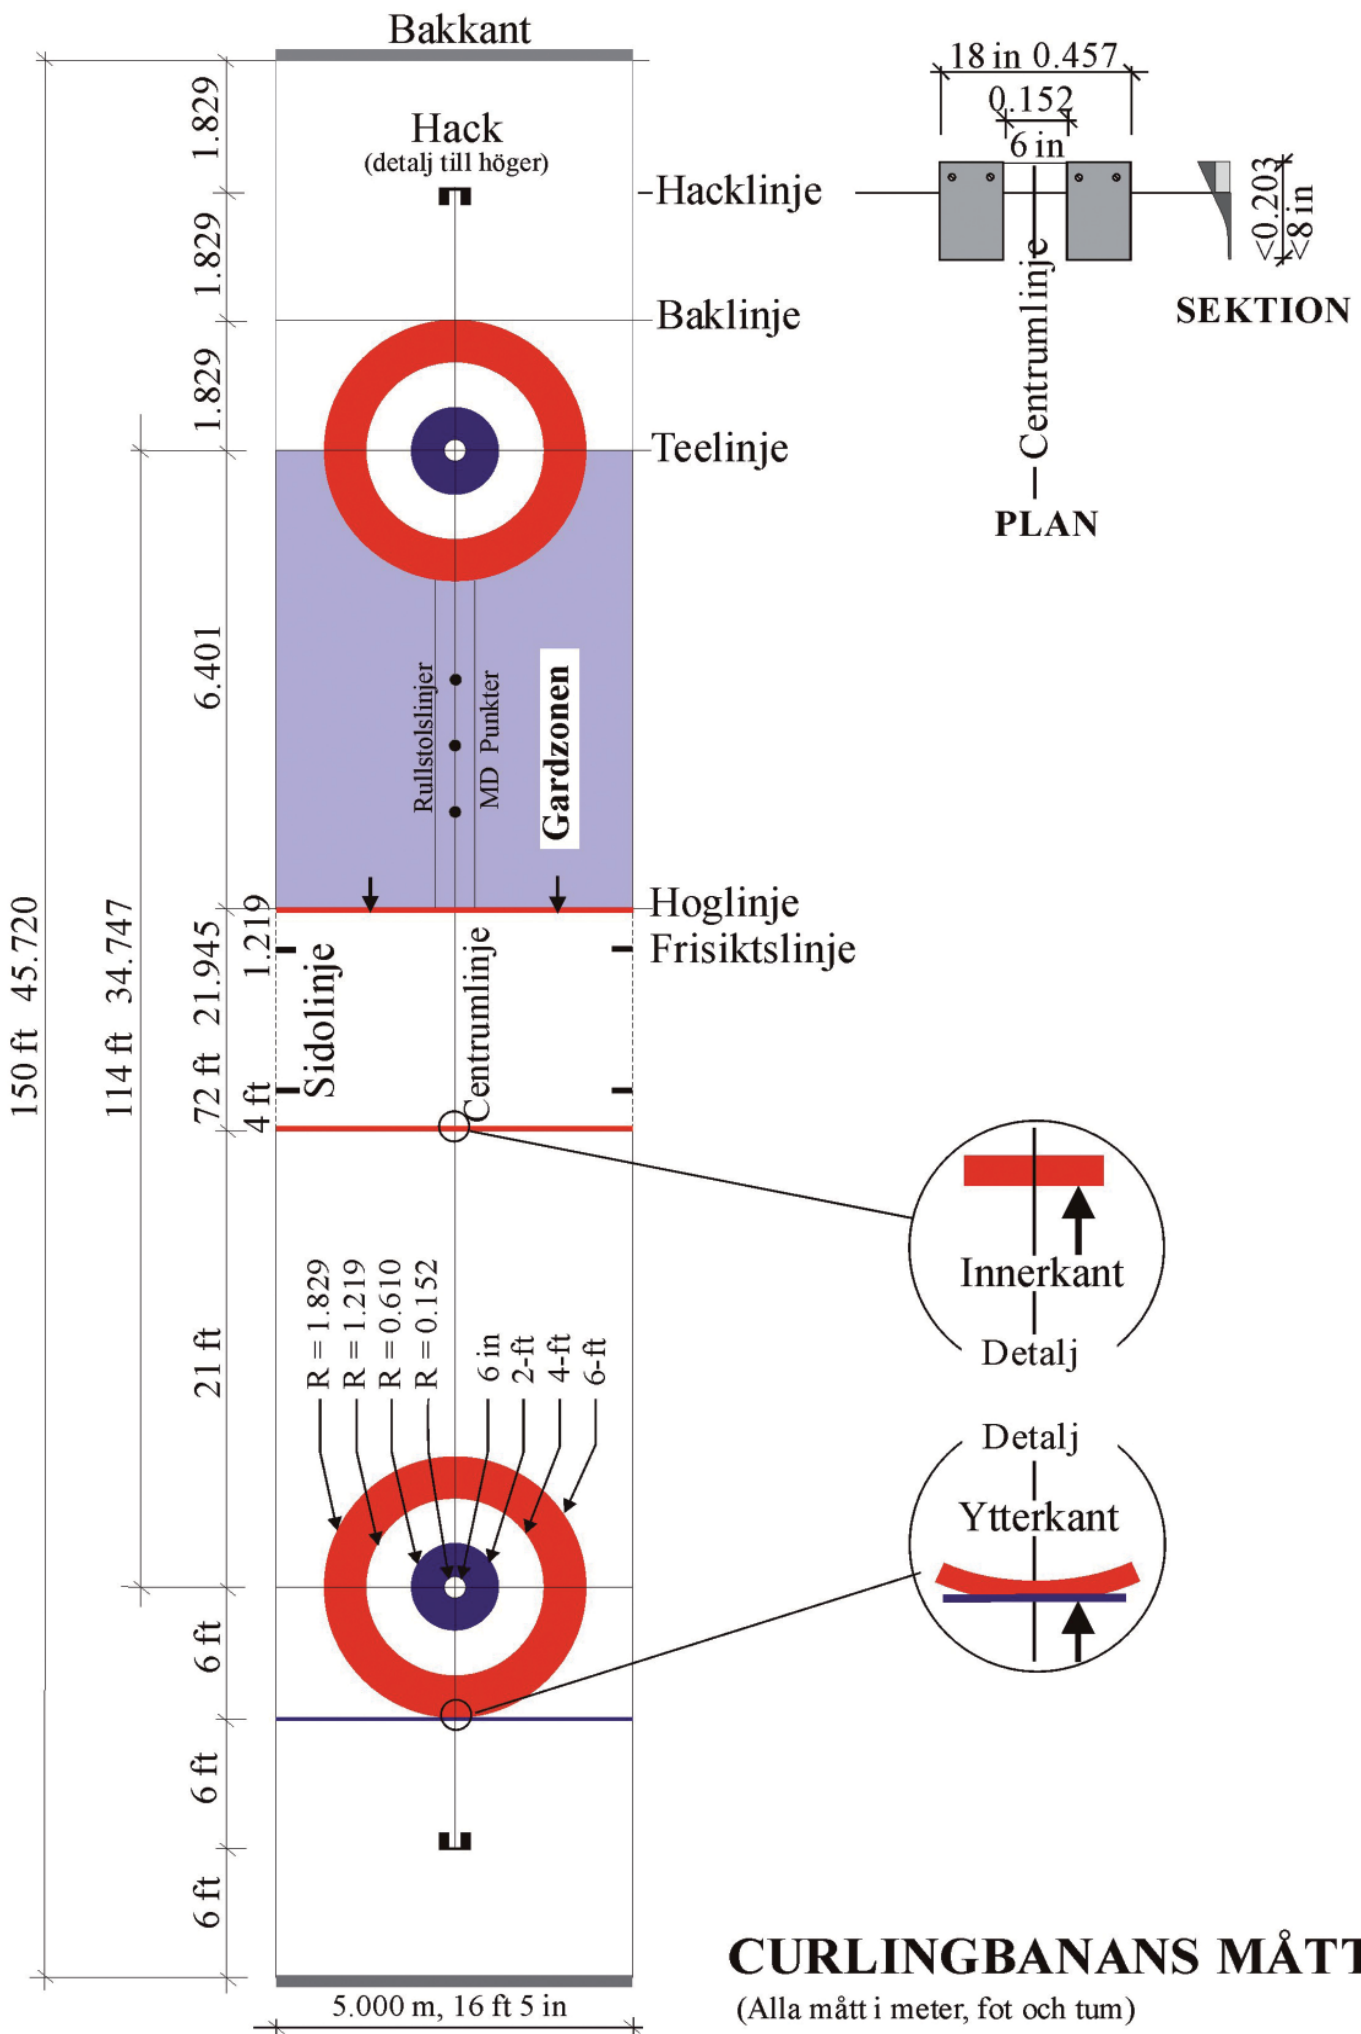 Bakkant
18 in 0.457
0.152
6 in
1.829
Hack
(detalj till höger)
Hacklinje
<0.203
<8 in
1.829
Centrumlinje
SEKTION
Baklinje
1.829
Teelinje
PLAN
6.401
Rullstolslinjer
MD Punkter
Gardzonen
Hoglinje
Frisiktslinje
150 ft 45.720
114 ft 34.747
72 ft 21.945
4 ft 1.219
Sidolinje
Centrumlinje
Innerkant
Detalj
21 ft
R = 1.829
R = 1.219
R = 0.610
R = 0.152
6 in
2-ft
4-ft
6-ft
Detalj
Ytterkant
6 ft
6 ft
6 ft
CURLINGBANANS MÅTT
5.000 m, 16 ft 5 in
(Alla mått i meter, fot och tum)